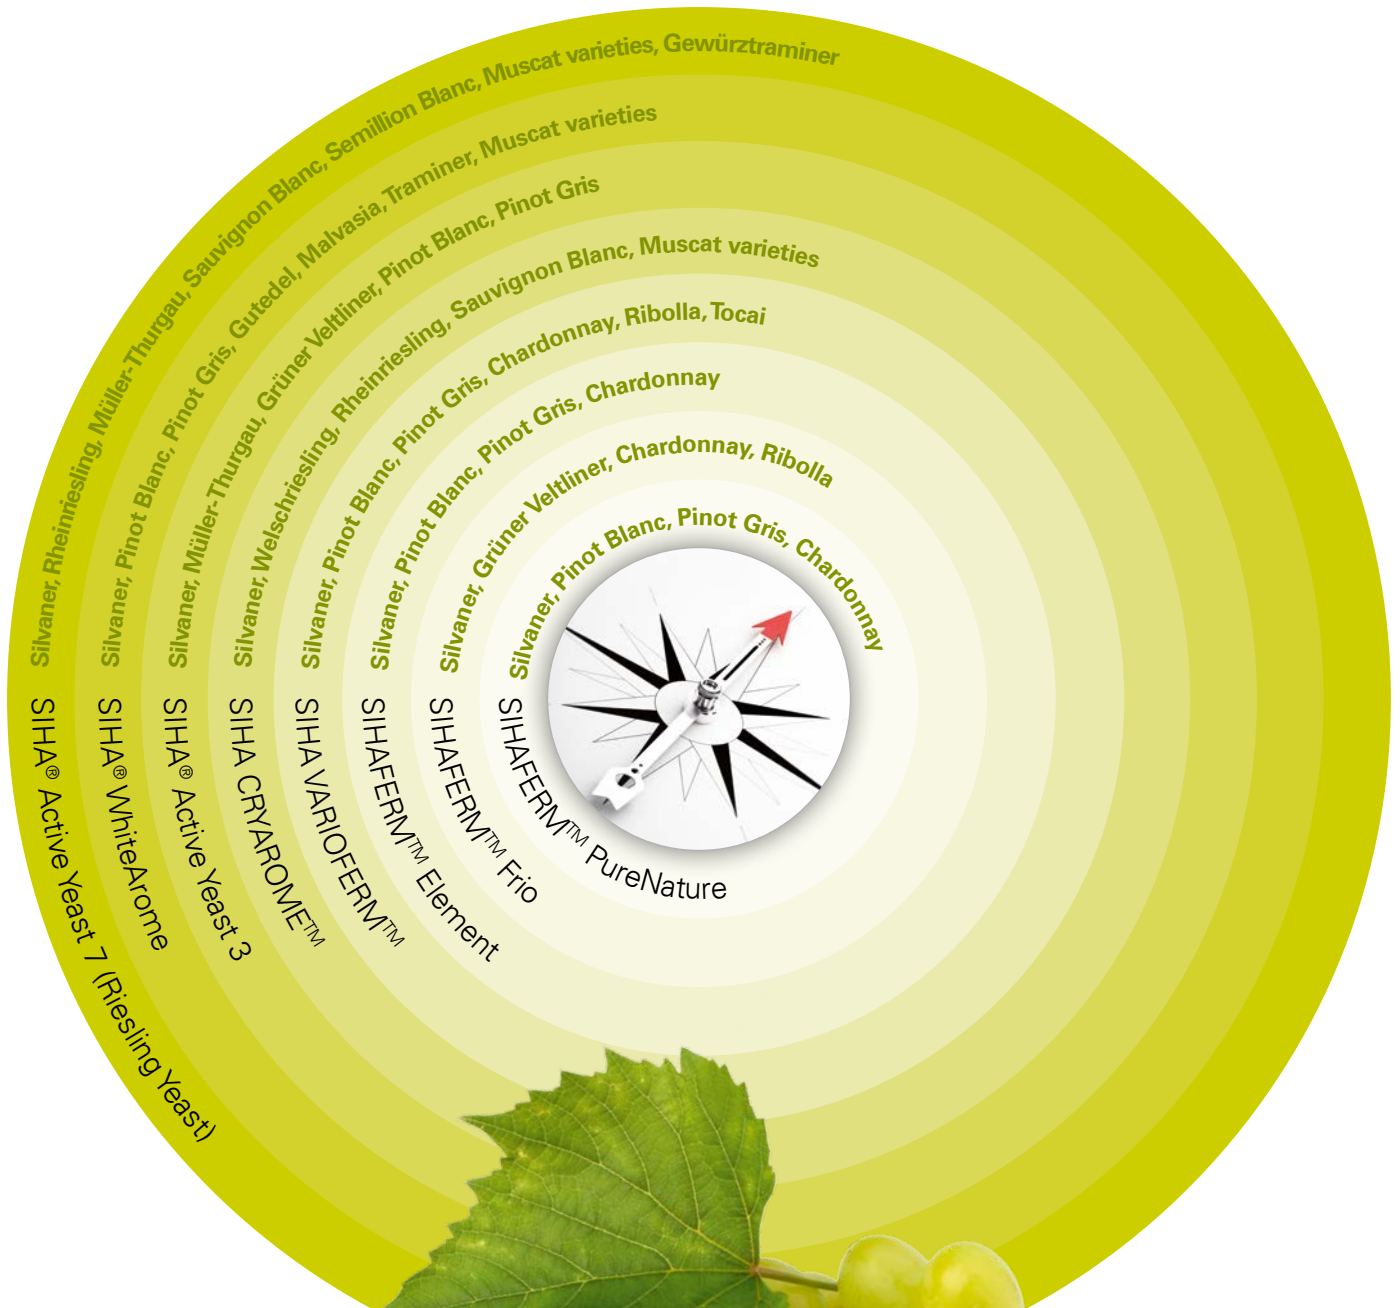 Silvaner, Rheinriesling, Müller-Thurgau, Sauvignon Blanc, Semillion Blanc, Muscat varieties, Gewürztraminer
SIHA® Active Yeast 7 (Riesling Yeast)
Silvaner, Pinot Blanc, Pinot Gris, Gutedel, Malvasia, Traminer, Muscat varieties
SIHA® WhiteArome
Silvaner, Müller-Thurgau, Grüner Veltliner, Pinot Blanc, Pinot Gris
SIHA® Active Yeast 3
Silvaner, Welschriesling, Rheinriesling, Sauvignon Blanc, Muscat varieties
SIHA CRYAROME™
Silvaner, Pinot Blanc, Pinot Gris, Chardonnay, Ribolla, Tocai
SIHA VARIOFERM™
Silvaner, Pinot Blanc, Pinot Gris, Chardonnay
SIHAFERM™ Element
Silvaner, Grüner Veltliner, Chardonnay, Ribolla
SIHAFERM™ Frio
Silvaner, Pinot Blanc, Pinot Gris, Chardonnay
SIHAFERM™ PureNature